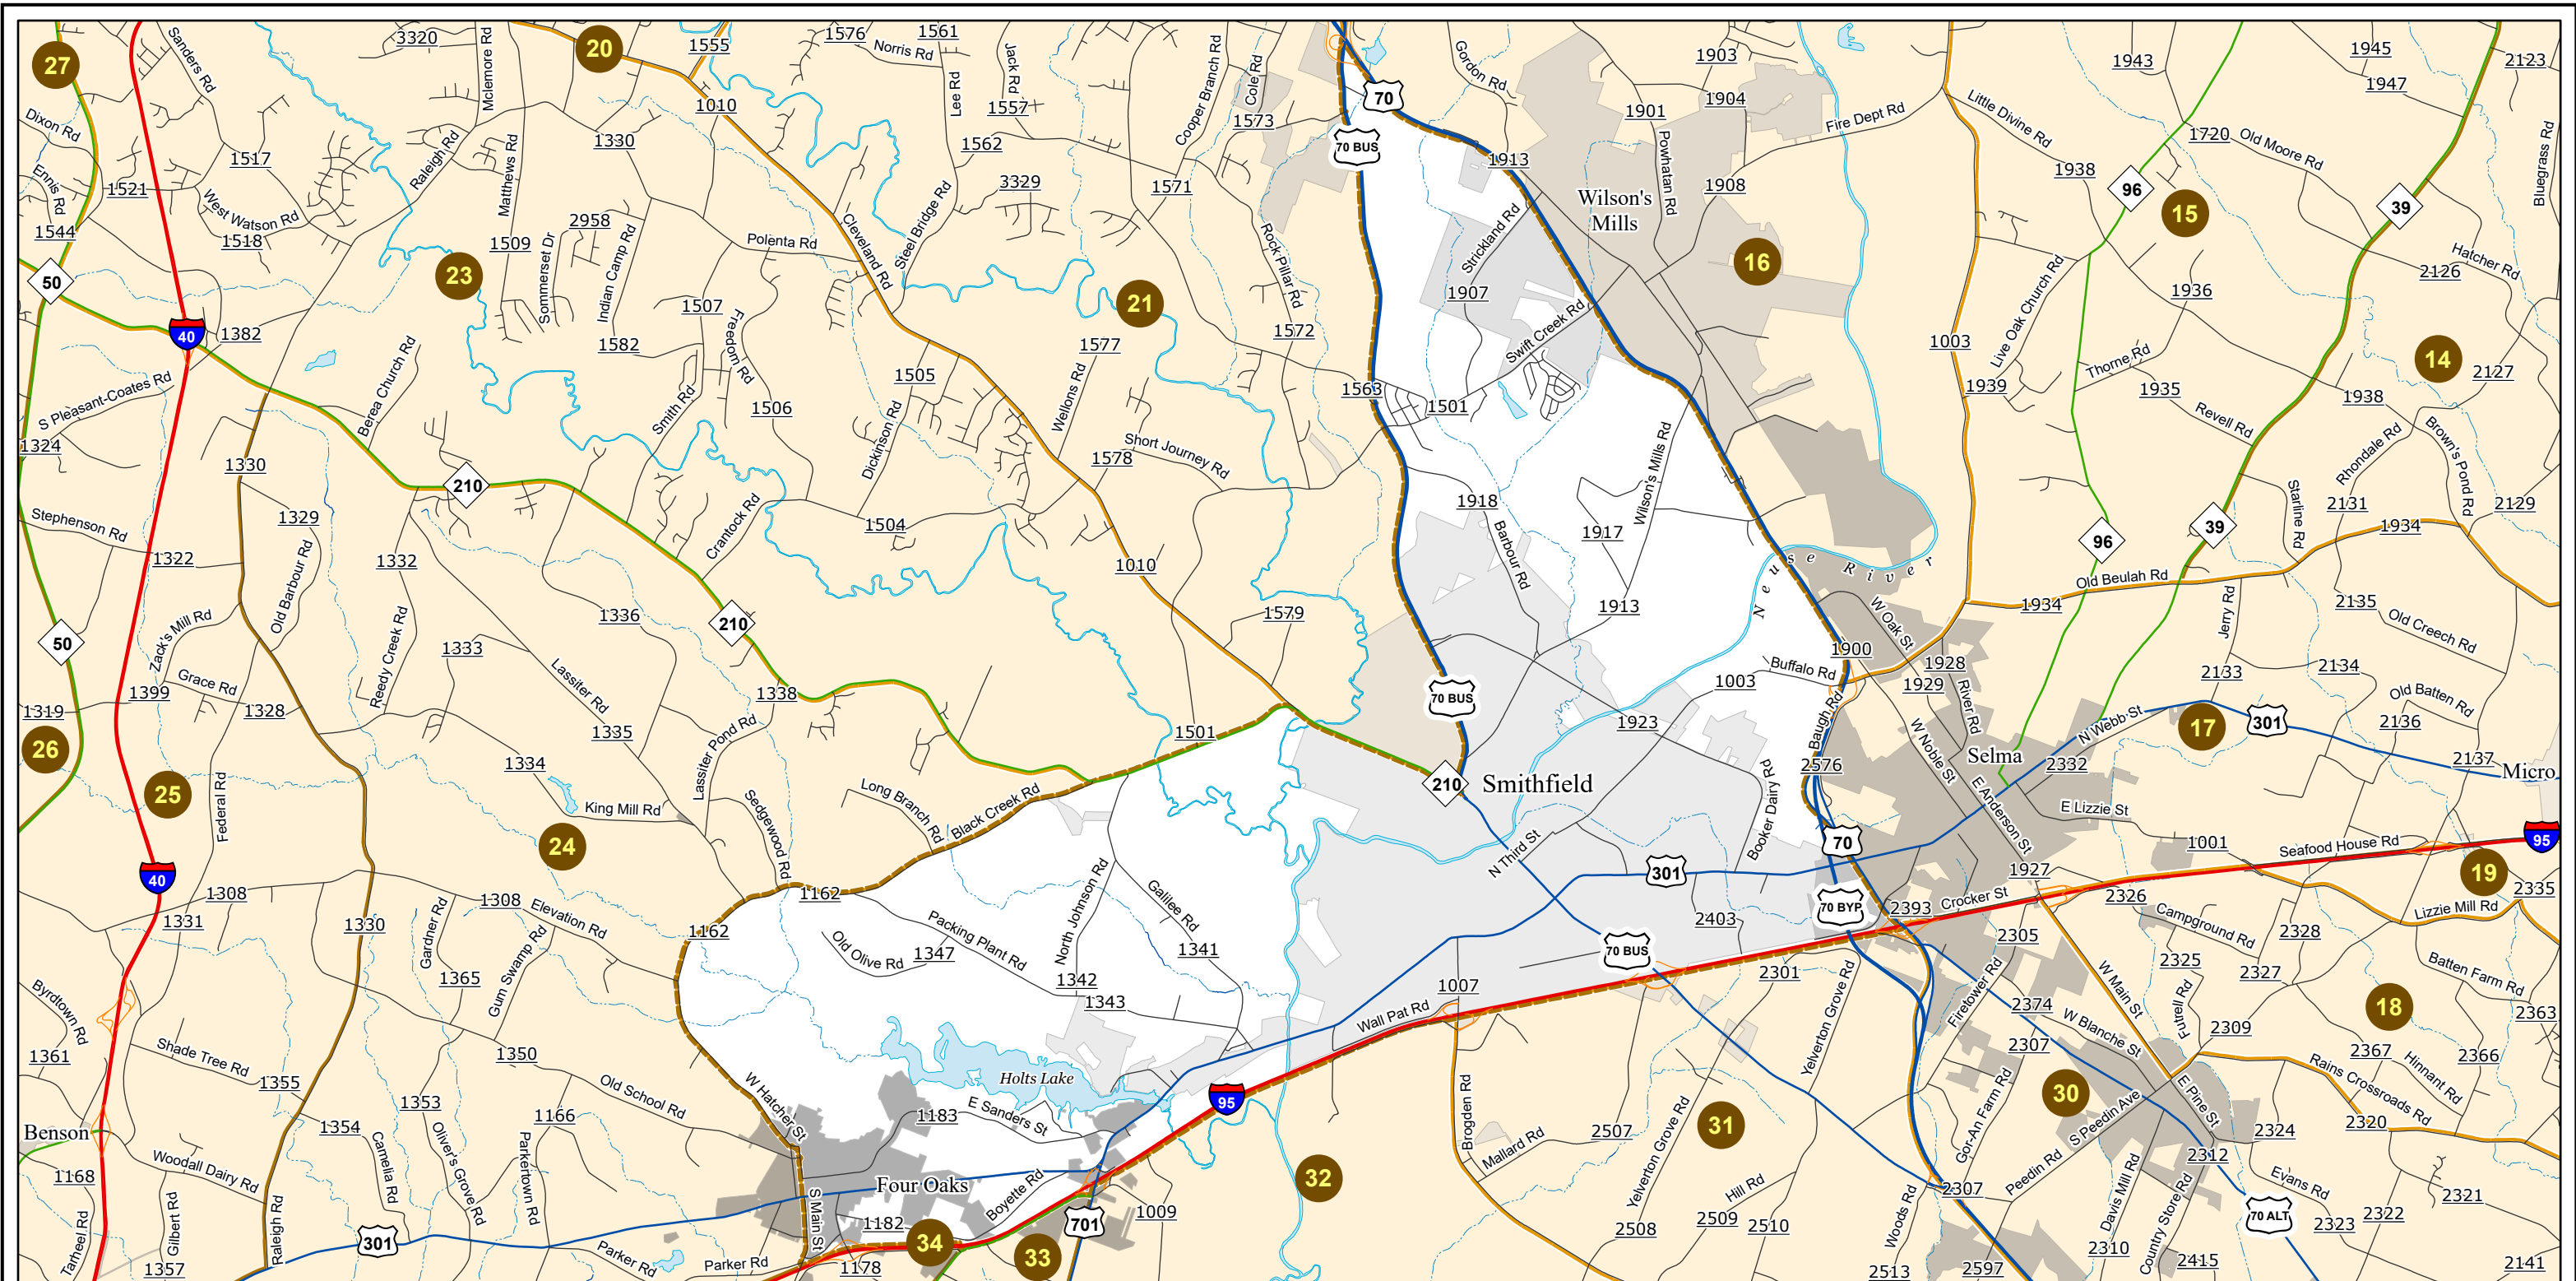 27
Sanders Rd
3320
Mclemore Rd
20
1555
1576
Norris Rd
1561
Jack Rd
Lee Rd
1557
Cooper Branch Rd
Cole Rd
1573
70
70 BUS
Gordon Rd
1903
1904
1901
Fire Dept Rd
Little Divine Rd
1943
1945
1947
2123
Dixon Rd
1010
1517
Raleigh Rd
Matthews Rd
1330
1562
1913
Powhatan Rd
1720
Old Moore Rd
Bluegrass Rd
Ennis Rd
1521
West Watson Rd
1518
1544
2958
3329
1571
Wilson's
Mills
1908
1938
96
15
39
1509
Sommerset Dr
Indian Camp Rd
Polenta Rd
Cleveland Rd
Steel Bridge Rd
Rock Pillar Rd
Strickland Rd
16
Hatcher Rd
2126
50
23
21
1907
1936
Live Oak Church Rd
40
1382
1507
Freedom Rd
1582
1572
Swift Creek Rd
1003
14
Berea Church Rd
1577
Thorne Rd
2127
S Pleasant-Coates Rd
Smith Rd
1505
1506
Wellons Rd
1563
1501
1939
1935
1938
Revell Rd
Brown's Pond Rd
Rhondale Rd
1324
1330
Dickinson Rd
Short Journey Rd
1578
Wilson's Mills Rd
210
1329
Crantock Rd
1504
1918
Barbour Rd
1917
Starline Rd
2131
2129
Stephenson Rd
1322
Old Barbour Rd
1332
1010
Neuse River
96
39
1934
Old Beulah Rd
1934
Zack's Mill Rd
Reedy Creek Rd
1336
210
1579
1913
W Oak St
Jerry Rd
2135
Old Creech Rd
50
1333
Lassiter Rd
1900
1928
Grace Rd
1399
1338
70 BUS
Buffalo Rd
1003
1929
River Rd
2133
2134
Old Batten Rd
1319
1328
1335
Lassiter Pond Rd
1501
1923
Baugh Rd
W Noble St
N Webb St
17
301
2136
26
1334
210
Smithfield
2576
Selma
2332
2137
Micro
25
Federal Rd
King Mill Rd
Sedgewood Rd
Long Branch Rd
Black Creek Rd
Booker Dairy Rd
E Anderson St
E Lizzie St
24
N Third St
70
1001
Seafood House Rd
95
40
1308
1331
1308
Elevation Rd
1162
North Johnson Rd
Galilee Rd
301
1927
19
2335
1330
Gardner Rd
Gum Swamp Rd
1162
Packing Plant Rd
Old Olive Rd
1347
1341
2403
70 BYP
2393
Crocker St
2326
Campground Rd
Lizzie Mill Rd
2328
1365
1342
1343
70 BUS
2301
2305
2325
2327
Batten Farm Rd
Byrdtown Rd
1007
Wall Pat Rd
Yelverton Grove Rd
Firetower Rd
W Main St
Futrell Rd
18
2363
1361
Shade Tree Rd
1355
1350
Old School Rd
Holts Lake
2374
W Blanche St
2309
2307
2367
Hinnant Rd
2366
W Hatcher St
95
Brogden Rd
Yelverton Grove Rd
31
30
Rains Crossroads Rd
Benson
1354
1353
1166
1183
E Sanders St
Mallard Rd
2507
Gor-An Farm Rd
S Peedin Ave
E Pine St
2324
2320
1168
Woodall Dairy Rd
Camelia Rd
Oliver's Grove Rd
Parkertown Rd
Four Oaks
Boyette Rd
32
Hill Rd
2307
Peedin Rd
2312
Evans Rd
Tarheel Rd
Gilbert Rd
Raleigh Rd
301
S Main St
1182
34
33
701
1009
2508
2509
2510
Woods Rd
Davis Mill Rd
Country Store Rd
70 ALT
2323
2322
2321
1357
Parker Rd
Parker Rd
1178
2513
2597
2310
2415
2141